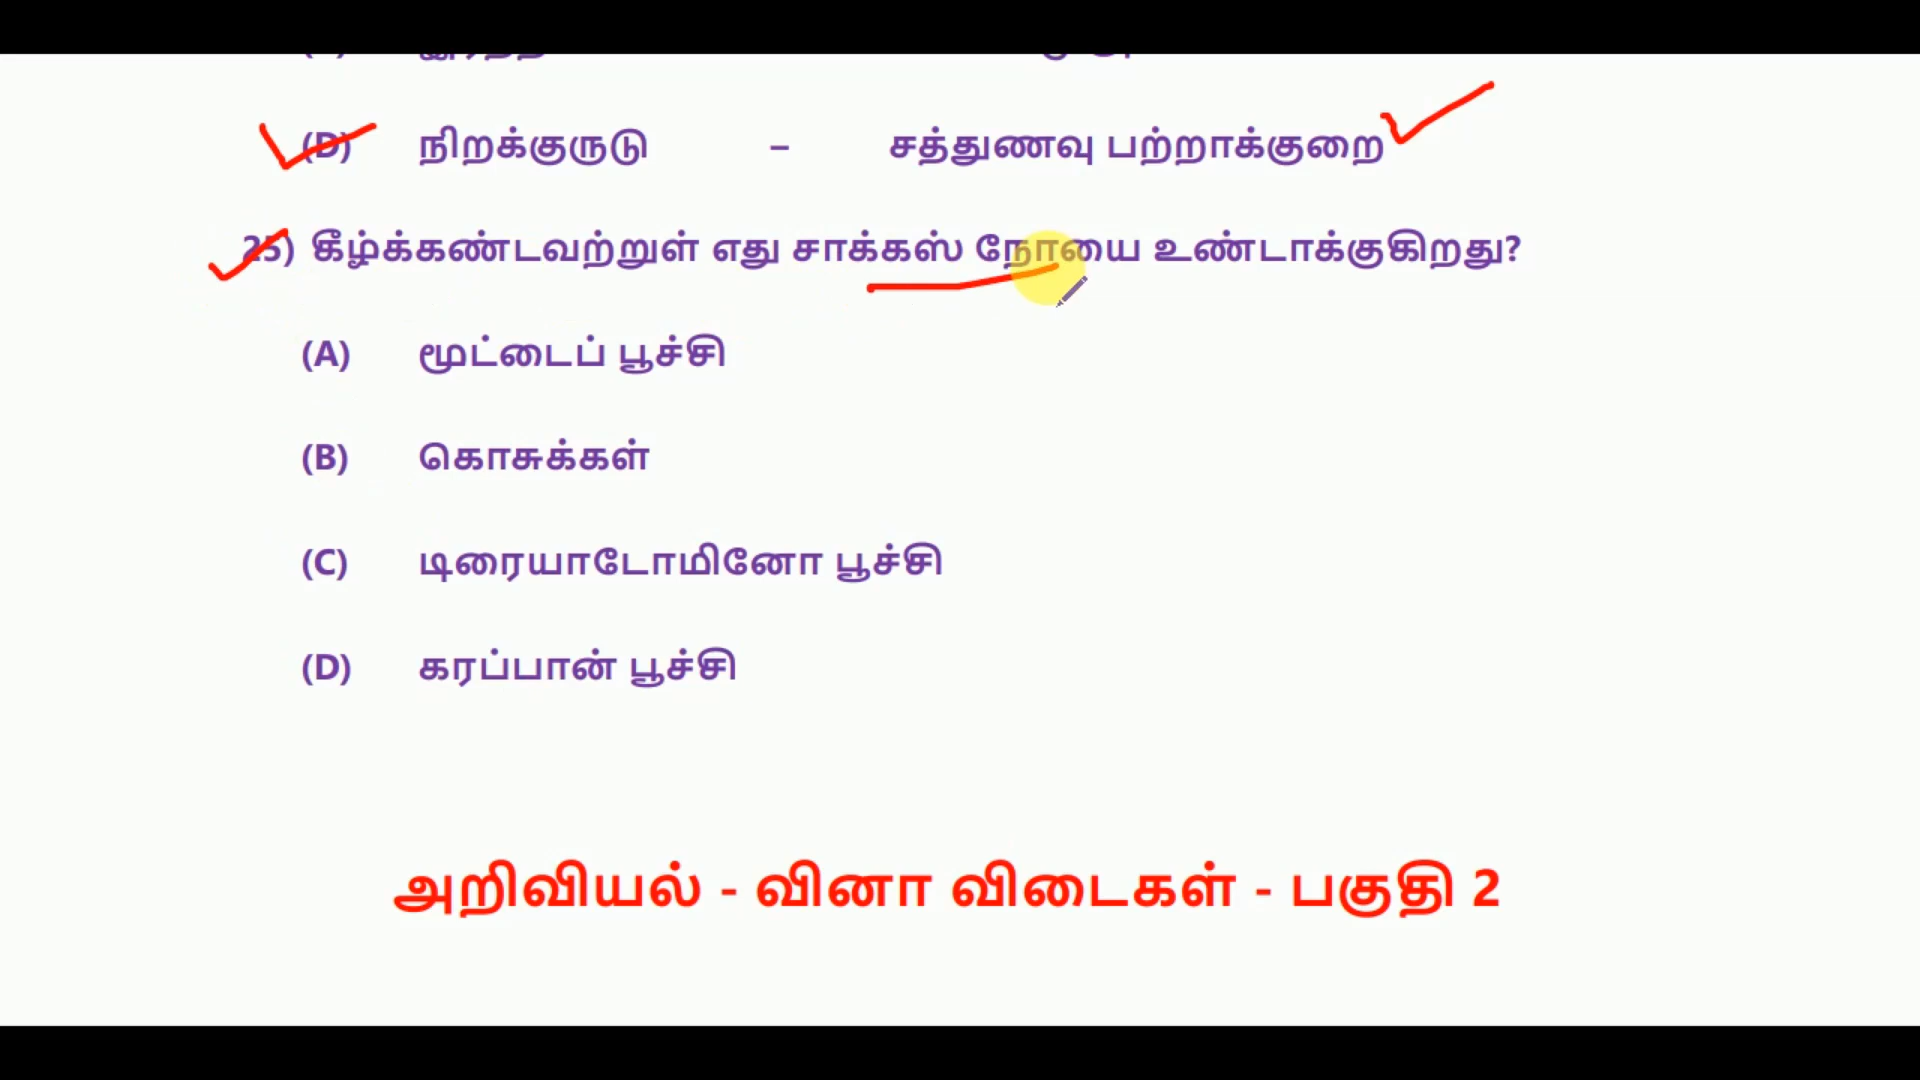 (D) நிறக்குருடு – சத்துணவு பற்றாக்குறை
25) கீழ்க்கண்டவற்றுள் எது சாக்கஸ் நோயை உண்டாக்குகிறது?
(A) மூட்டைப் பூச்சி
(B) கொசுக்கள்
(C) டிரையாடோமினோ பூச்சி
(D) கரப்பான் பூச்சி
அறிவியல் - வினா விடைகள் - பகுதி 2